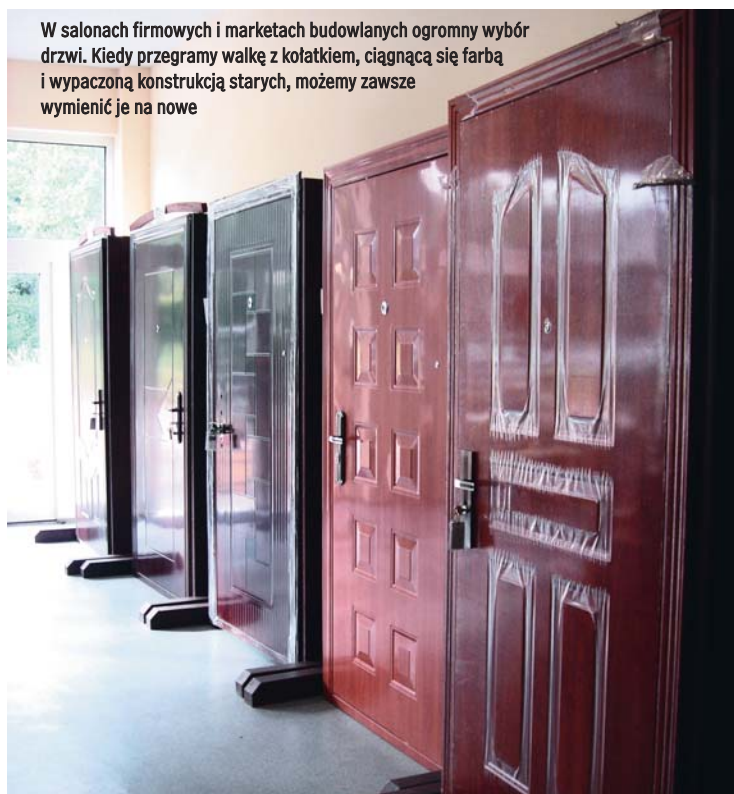 W salonach firmowych i marketach budowlanych ogromny wybór
drzwi. Kiedy przegramy walkę z kołatkiem, ciągnącą się farbą
i wypaczoną konstrukcją starych, możemy zawsze
wymienić je na nowe